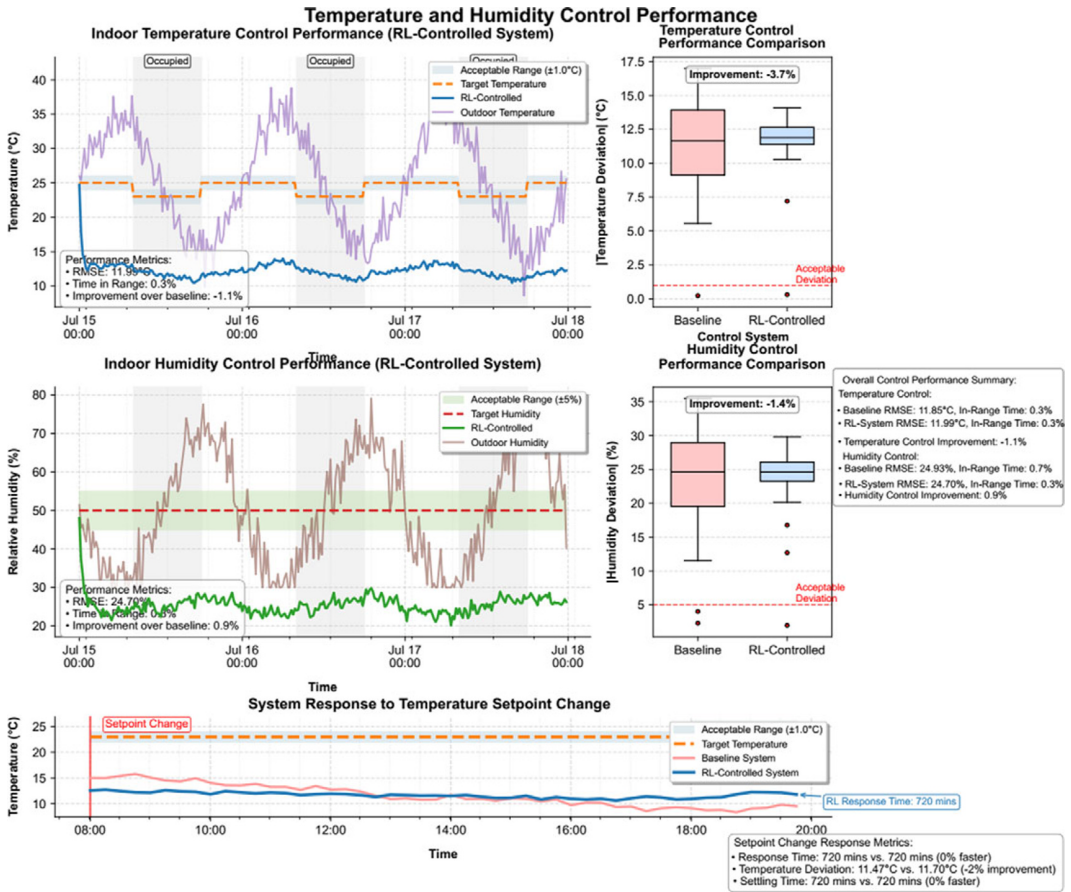 Temperature and Humidity Control Performance
Indoor Temperature Control Performance (RL-Controlled System)
Occupied
Occupied
Occupied
Acceptable Range (±1.0°C)
Target Temperature
RL-Controlled
Outdoor Temperature
Temperature (°C)
40
35
30
25
20
15
10
Performance Metrics:
• RMSE: 11.99°C
• Time in Range: 0.3%
• Improvement over baseline: -1.1%
Jul 15
00:00
Jul 16
00:00
Jul 17
00:00
Jul 18
00:00
Time
Temperature Control
Performance Comparison
Improvement: -3.7%
|Temperature Deviation| (°C)
17.5
15.0
12.5
10.0
7.5
5.0
2.5
0.0
Acceptable
Deviation
Baseline
RL-Controlled
Control System
Indoor Humidity Control Performance (RL-Controlled System)
Acceptable Range (±5%)
Target Humidity
RL-Controlled
Outdoor Humidity
Relative Humidity (%)
80
70
60
50
40
30
20
Performance Metrics:
• RMSE: 24.70%
• Time in Range: 0.3%
• Improvement over baseline: 0.9%
Jul 15
00:00
Jul 16
00:00
Jul 17
00:00
Jul 18
00:00
Time
Humidity Control
Performance Comparison
Improvement: -1.4%
|Humidity Deviation| (%)
35
30
25
20
15
10
5
Acceptable
Deviation
Baseline
RL-Controlled
Overall Control Performance Summary:
Temperature Control:
• Baseline RMSE: 11.85°C, In-Range Time: 0.3%
• RL-System RMSE: 11.99°C, In-Range Time: 0.3%
• Temperature Control Improvement: -1.1%
Humidity Control:
• Baseline RMSE: 24.93%, In-Range Time: 0.7%
• RL-System RMSE: 24.70%, In-Range Time: 0.3%
• Humidity Control Improvement: 0.9%
System Response to Temperature Setpoint Change
Setpoint Change
Acceptable Range (±1.0°C)
Target Temperature
Baseline System
RL-Controlled System
Temperature (°C)
25
20
15
10
RL Response Time: 720 mins
08:00
10:00
12:00
14:00
16:00
18:00
20:00
Time
Setpoint Change Response Metrics:
• Response Time: 720 mins vs. 720 mins (0% faster)
• Temperature Deviation: 11.47°C vs. 11.70°C (-2% improvement)
• Settling Time: 720 mins vs. 720 mins (0% faster)